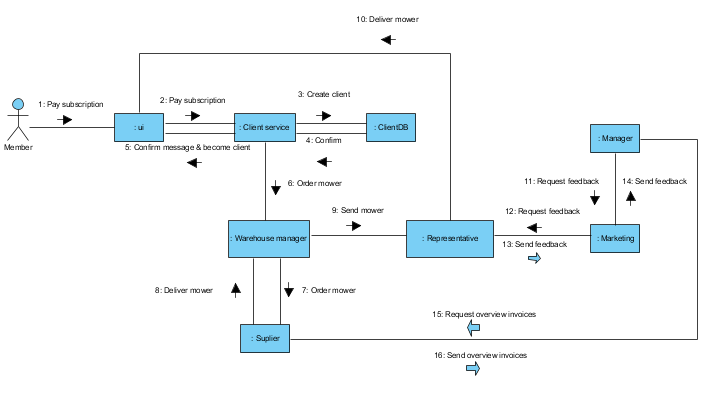 10: Deliver mower
3: Create client
2: Pay subscription
1: Pay subscription
: ui
: Client service
: ClientDB
: Manager
4: Confirm
Member
5: Confirm message & become client
6: Order mower
11: Request feedback
14: Send feedback
9: Send mower
12: Request feedback
: Warehouse manager
: Representative
: Marketing
13: Send feedback
8: Deliver mower
7: Order mower
15: Request overview invoices
: Suplier
16: Send overview invoices